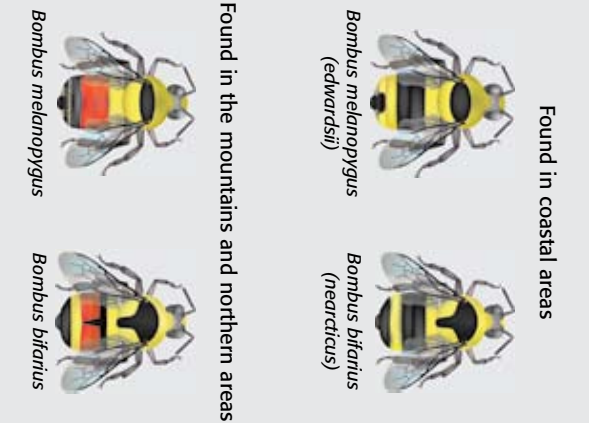 Found in coastal areas
Bombus melanopygus
(edwardsii)
Bombus bifarius
(nearcticus)
Found in the mountains and northern areas
Bombus melanopygus
Bombus bifarius